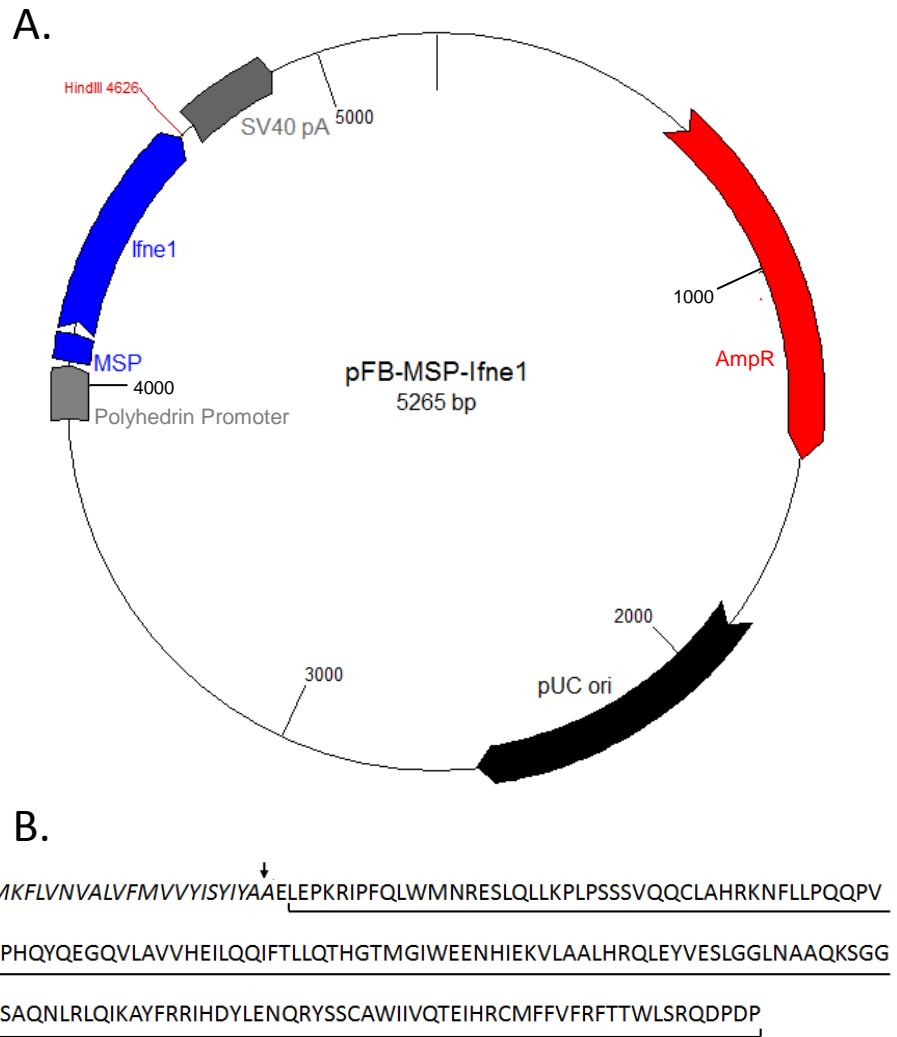 A.
HindIII 4626
SV40 pA
5000
Ifne1
1000
MSP
pFB-MSP-Ifne1
AmpR
4000
5265 bp
Polyhedrin Promoter
2000
pUC ori
3000
B.
MKFLVNVALVFMVVYISYIYAAELEPKRIPFQLWMNRESLQLLKPLPSSSVQQCLAHRKNFLLPQQPV
PHQYQEGQVLAVVHEILQQIFTLLQTHGTMGIWEENHIEKVLAALHRQLEYVESLGGLNAAQKSGG
SAQNLRLQIKAYFRRIHDYLENQRYSSCAWIIVQTEIHRCMFFVFRFTTWLSRQDPDP